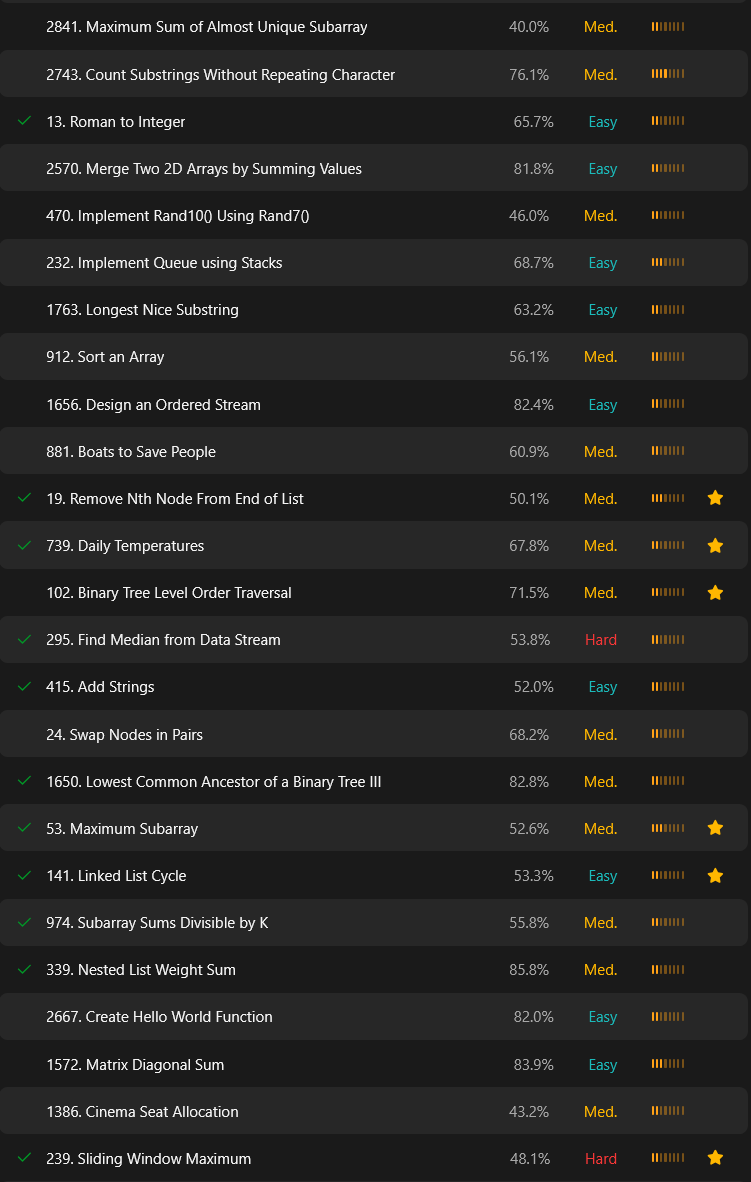 2841. Maximum Sum of Almost Unique Subarray 40.0% Med.
2743. Count Substrings Without Repeating Character 76.1% Med.
13. Roman to Integer 65.7% Easy
2570. Merge Two 2D Arrays by Summing Values 81.8% Easy
470. Implement Rand10() Using Rand7() 46.0% Med.
232. Implement Queue using Stacks 68.7% Easy
1763. Longest Nice Substring 63.2% Easy
912. Sort an Array 56.1% Med.
1656. Design an Ordered Stream 82.4% Easy
881. Boats to Save People 60.9% Med.
19. Remove Nth Node From End of List 50.1% Med.
739. Daily Temperatures 67.8% Med.
102. Binary Tree Level Order Traversal 71.5% Med.
295. Find Median from Data Stream 53.8% Hard
415. Add Strings 52.0% Easy
24. Swap Nodes in Pairs 68.2% Med.
1650. Lowest Common Ancestor of a Binary Tree III 82.8% Med.
53. Maximum Subarray 52.6% Med.
141. Linked List Cycle 53.3% Easy
974. Subarray Sums Divisible by K 55.8% Med.
339. Nested List Weight Sum 85.8% Med.
2667. Create Hello World Function 82.0% Easy
1572. Matrix Diagonal Sum 83.9% Easy
1386. Cinema Seat Allocation 43.2% Med.
239. Sliding Window Maximum 48.1% Hard